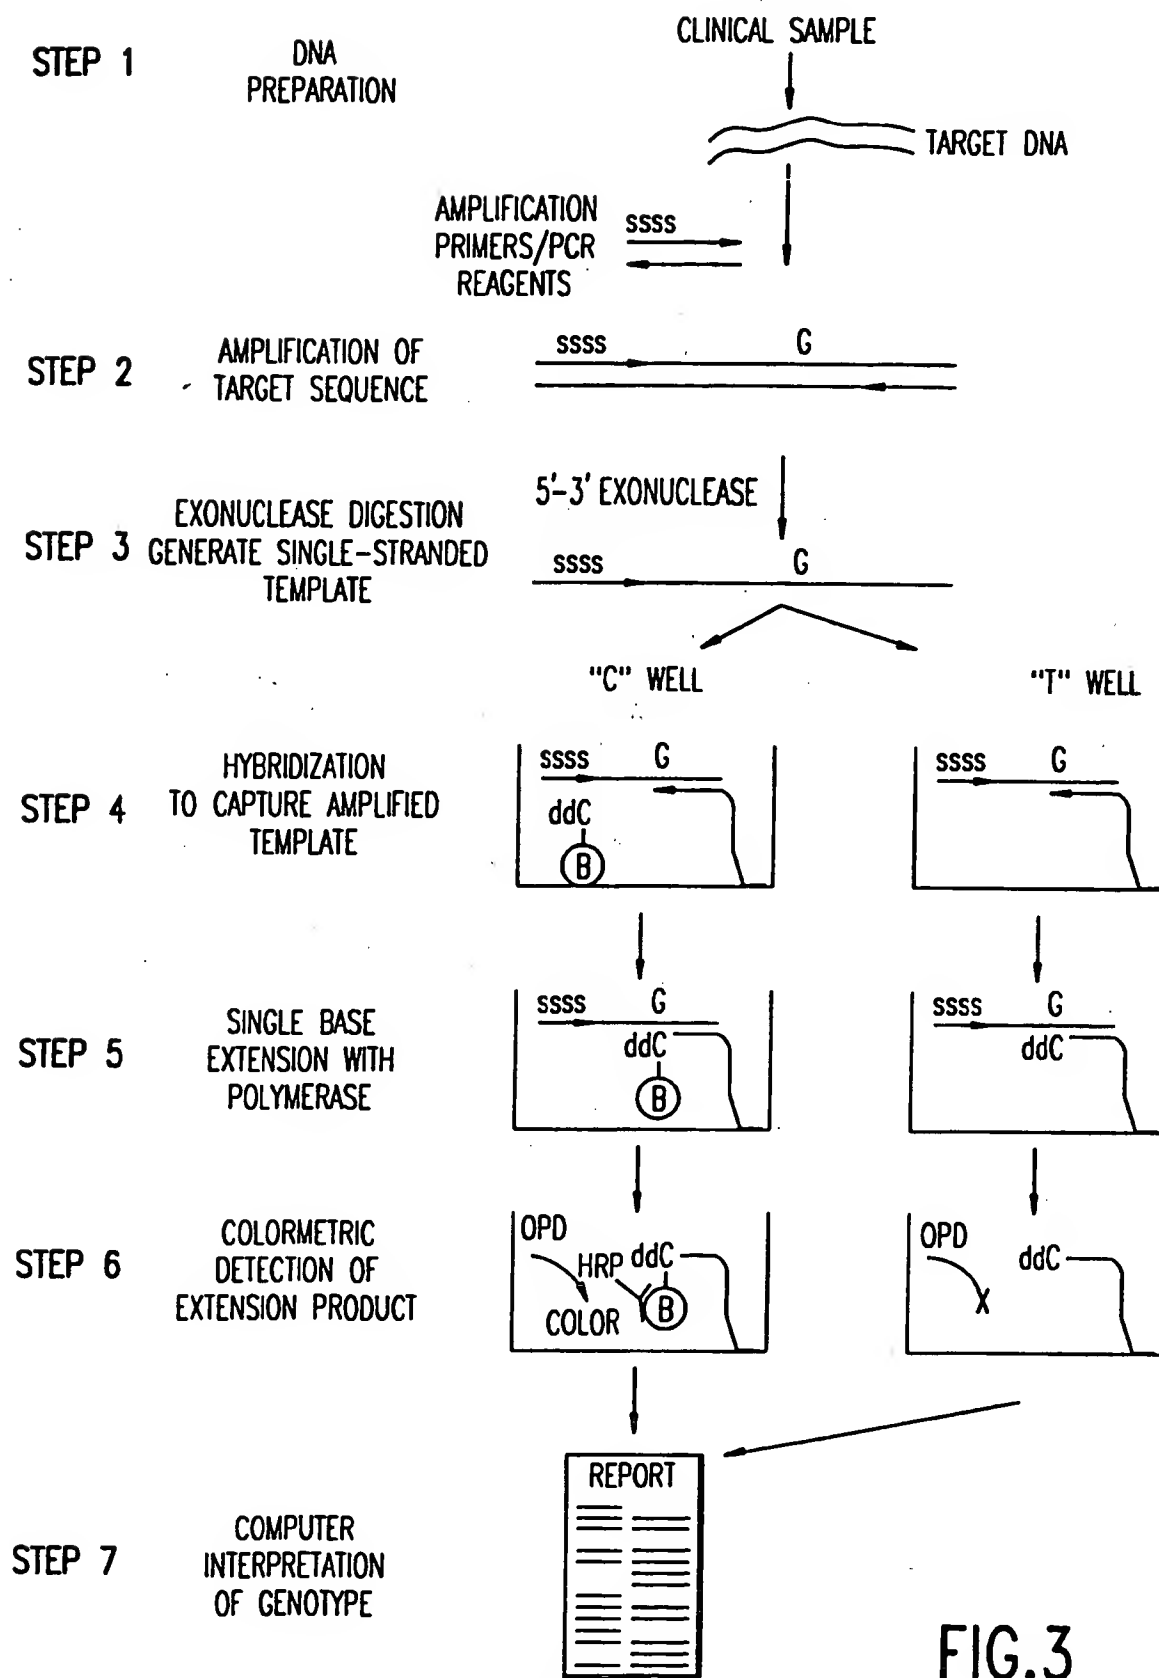 CLINICAL SAMPLE
STEP 1
DNA
PREPARATION
TARGET DNA
AMPLIFICATION
PRIMERS/PCR
REAGENTS
ssss
STEP 2
AMPLIFICATION OF
TARGET SEQUENCE
ssss
G
5'-3' EXONUCLEASE
STEP 3
EXONUCLEASE DIGESTION
GENERATE SINGLE-STRANDED
TEMPLATE
ssss
G
"C" WELL
"T" WELL
STEP 4
HYBRIDIZATION
TO CAPTURE AMPLIFIED
TEMPLATE
ssss
G
ddC
B
ssss
G
STEP 5
SINGLE BASE
EXTENSION WITH
POLYMERASE
ssss
G
ddC
B
ssss
G
ddC
STEP 6
COLORMETRIC
DETECTION OF
EXTENSION PRODUCT
OPD
HRP
ddC
B
COLOR
OPD
ddC
X
STEP 7
COMPUTER
INTERPRETATION
OF GENOTYPE
REPORT
FIG.3